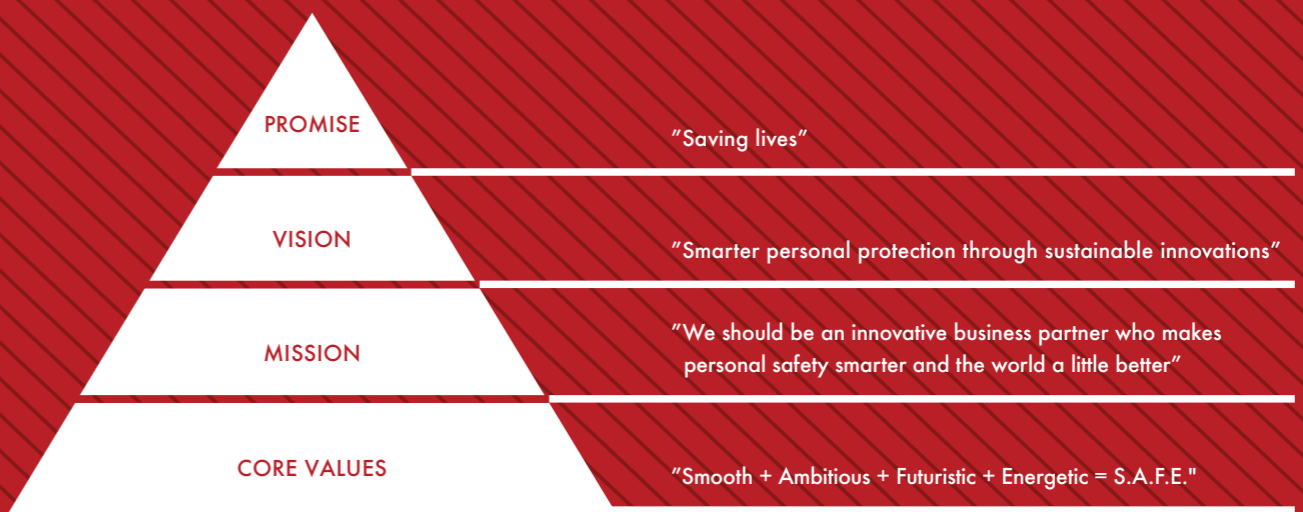 PROMISE
”Saving lives”
VISION
”Smarter personal protection through sustainable innovations”
MISSION
”We should be an innovative business partner who makes
personal safety smarter and the world a little better”
CORE VALUES
”Smooth + Ambitious + Futuristic + Energetic = S.A.F.E."